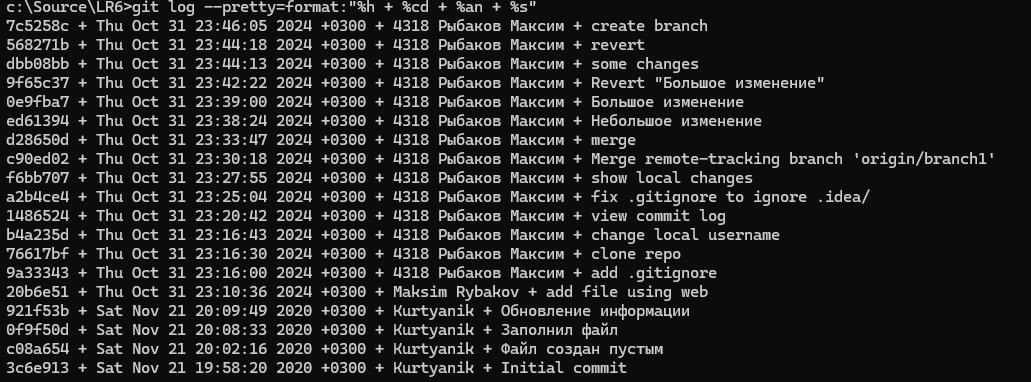 c:\Source\LR6>git log --pretty=format:"%h + %cd + %an + %s"
7c5258c + Thu Oct 31 23:46:05 2024 +0300 + 4318 Рыбаков Максим + create branch
568271b + Thu Oct 31 23:44:18 2024 +0300 + 4318 Рыбаков Максим + revert
dbb08bb + Thu Oct 31 23:44:13 2024 +0300 + 4318 Рыбаков Максим + some changes
9f65c37 + Thu Oct 31 23:42:22 2024 +0300 + 4318 Рыбаков Максим + Revert "Большое изменение"
0e9fba7 + Thu Oct 31 23:39:00 2024 +0300 + 4318 Рыбаков Максим + Большое изменение
ed61394 + Thu Oct 31 23:38:24 2024 +0300 + 4318 Рыбаков Максим + Небольшое изменение
d28650d + Thu Oct 31 23:33:47 2024 +0300 + 4318 Рыбаков Максим + merge
c90ed02 + Thu Oct 31 23:30:18 2024 +0300 + 4318 Рыбаков Максим + Merge remote-tracking branch 'origin/branch1'
f6bb707 + Thu Oct 31 23:27:55 2024 +0300 + 4318 Рыбаков Максим + show local changes
a2b4ce4 + Thu Oct 31 23:25:04 2024 +0300 + 4318 Рыбаков Максим + fix .gitignore to ignore .idea/
1486524 + Thu Oct 31 23:20:42 2024 +0300 + 4318 Рыбаков Максим + view commit log
b4a235d + Thu Oct 31 23:16:43 2024 +0300 + 4318 Рыбаков Максим + change local username
76617bf + Thu Oct 31 23:16:30 2024 +0300 + 4318 Рыбаков Максим + clone repo
9a33343 + Thu Oct 31 23:16:00 2024 +0300 + 4318 Рыбаков Максим + add .gitignore
20b6e51 + Thu Oct 31 23:10:36 2024 +0300 + Maksim Rybakov + add file using web
921f53b + Sat Nov 21 20:09:49 2020 +0300 + Kurtyanik + Обновление информации
0f9f50d + Sat Nov 21 20:08:33 2020 +0300 + Kurtyanik + Заполнил файл
c08a654 + Sat Nov 21 20:02:16 2020 +0300 + Kurtyanik + Файл создан пустым
3c6e913 + Sat Nov 21 19:58:20 2020 +0300 + Kurtyanik + Initial commit